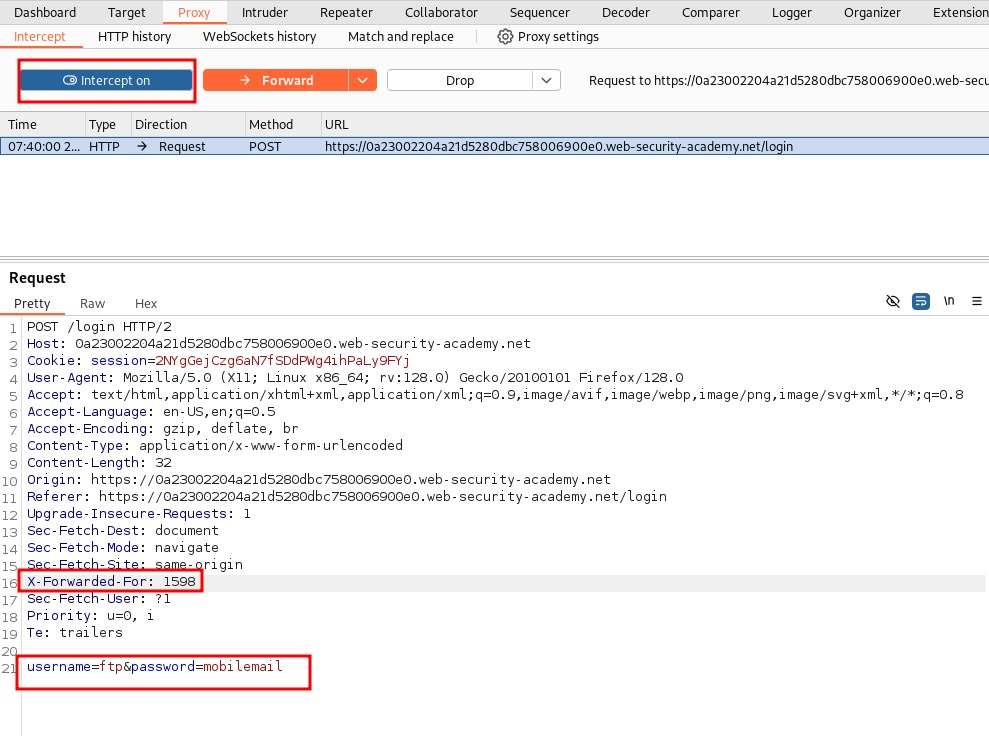 Dashboard Target Proxy Intruder Repeater Collaborator Sequencer Decoder Comparer Logger Organizer Extension
Intercept HTTP history WebSockets history Match and replace Proxy settings
Intercept on Forward Drop Request to https://0a23002204a21d5280dbc758006900e0.web-secu
Time Type Direction Method URL
07:40:00 2... HTTP → Request POST https://0a23002204a21d5280dbc758006900e0.web-security-academy.net/login
Request
Pretty Raw Hex \n
1 POST /login HTTP/2
2 Host: 0a23002204a21d5280dbc758006900e0.web-security-academy.net
3 Cookie: session=2NYgGejCzg6aN7fSDdPWg4ihPaLy9FYj
4 User-Agent: Mozilla/5.0 (X11; Linux x86_64; rv:128.0) Gecko/20100101 Firefox/128.0
5 Accept: text/html,application/xhtml+xml,application/xml;q=0.9,image/avif,image/webp,image/png,image/svg+xml,*/*;q=0.8
6 Accept-Language: en-US,en;q=0.5
7 Accept-Encoding: gzip, deflate, br
8 Content-Type: application/x-www-form-urlencoded
9 Content-Length: 32
10 Origin: https://0a23002204a21d5280dbc758006900e0.web-security-academy.net
11 Referer: https://0a23002204a21d5280dbc758006900e0.web-security-academy.net/login
12 Upgrade-Insecure-Requests: 1
13 Sec-Fetch-Dest: document
14 Sec-Fetch-Mode: navigate
15 Sec-Fetch-Site: same-origin
16 X-Forwarded-For: 1598
17 Sec-Fetch-User: ?1
18 Priority: u=0, i
19 Te: trailers
20
21 username=ftp&password=mobilemail